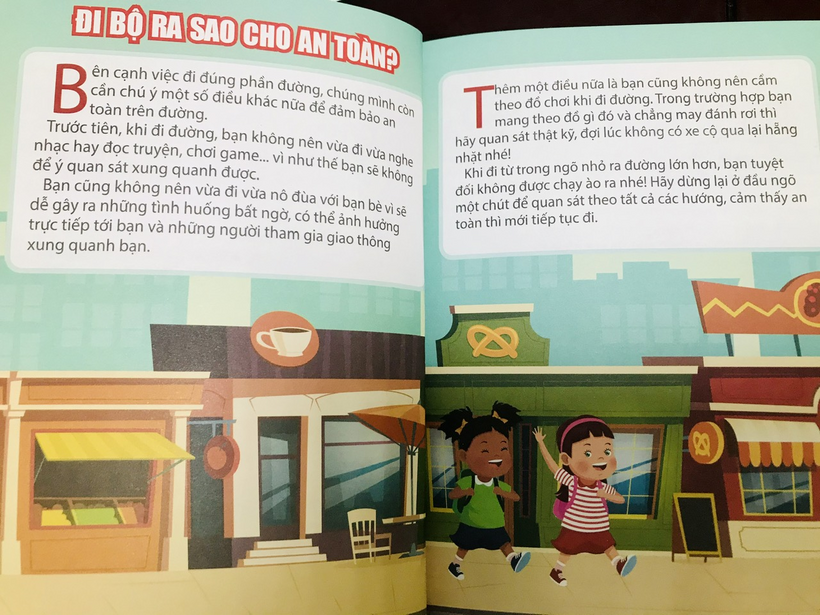 ĐI BỘ RA SAO CHO AN TOÀN?
Bên cạnh việc đi đúng phần đường, chúng mình còn
cần chú ý một số điều khác nữa để đảm bảo an
toàn trên đường.
Trước tiên, khi đi đường, bạn không nên vừa đi vừa nghe
nhạc hay đọc truyện, chơi game... vì như thế bạn sẽ không
để ý quan sát xung quanh được.
Bạn cũng không nên vừa đi vừa nô đùa với bạn bè vì sẽ
dễ gây ra những tình huống bất ngờ, có thể ảnh hưởng
trực tiếp tới bạn và những người tham gia giao thông
xung quanh bạn.
Thêm một điều nữa là bạn cũng không nên cầm
theo đồ chơi khi đi đường. Trong trường hợp bạn
mang theo đồ gì đó và chẳng may đánh rơi thì
hãy quan sát thật kỹ, đợi lúc không có xe cộ qua lại hẵng
nhặt nhé!
Khi đi từ trong ngõ nhỏ ra đường lớn hơn, bạn tuyệt
đối không được chạy ào ra nhé! Hãy dừng lại ở đầu ngõ
một chút để quan sát theo tất cả các hướng, cảm thấy an
toàn thì mới tiếp tục đi.